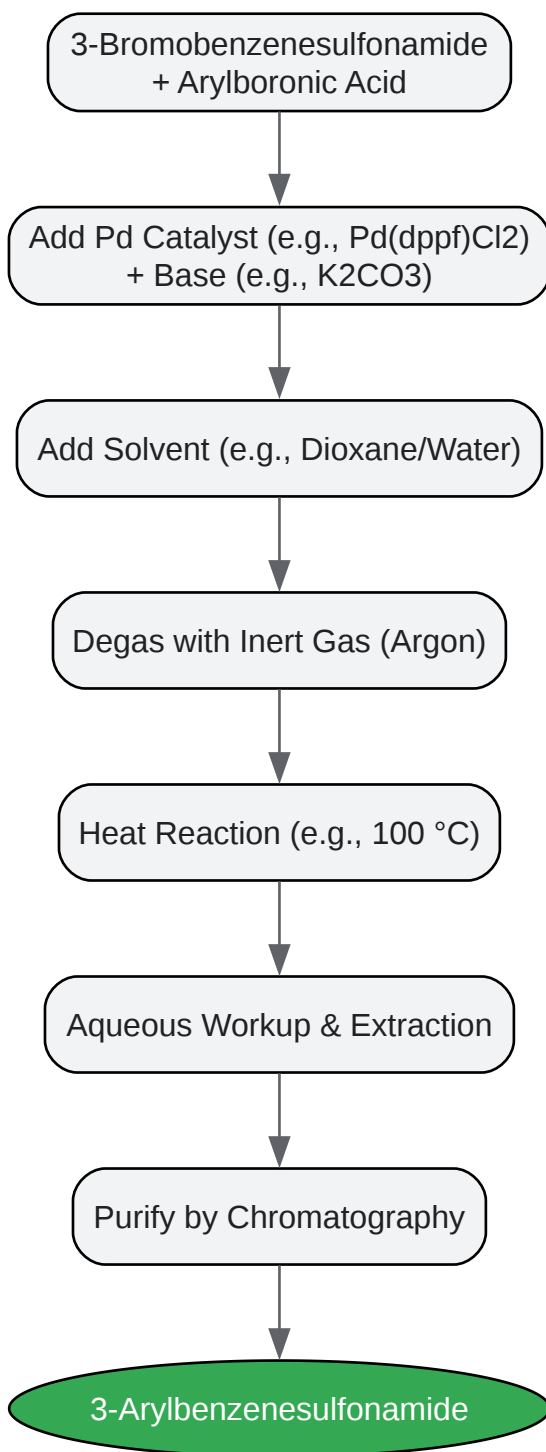 3-Bromobenzenesulfonamide
+ Arylboronic Acid
Add Pd Catalyst (e.g., Pd(dppf)Cl2)
+ Base (e.g., K2CO3)
Add Solvent (e.g., Dioxane/Water)
Degas with Inert Gas (Argon)
Heat Reaction (e.g., 100 °C)
Aqueous Workup & Extraction
Purify by Chromatography
3-Arylbenzenesulfonamide